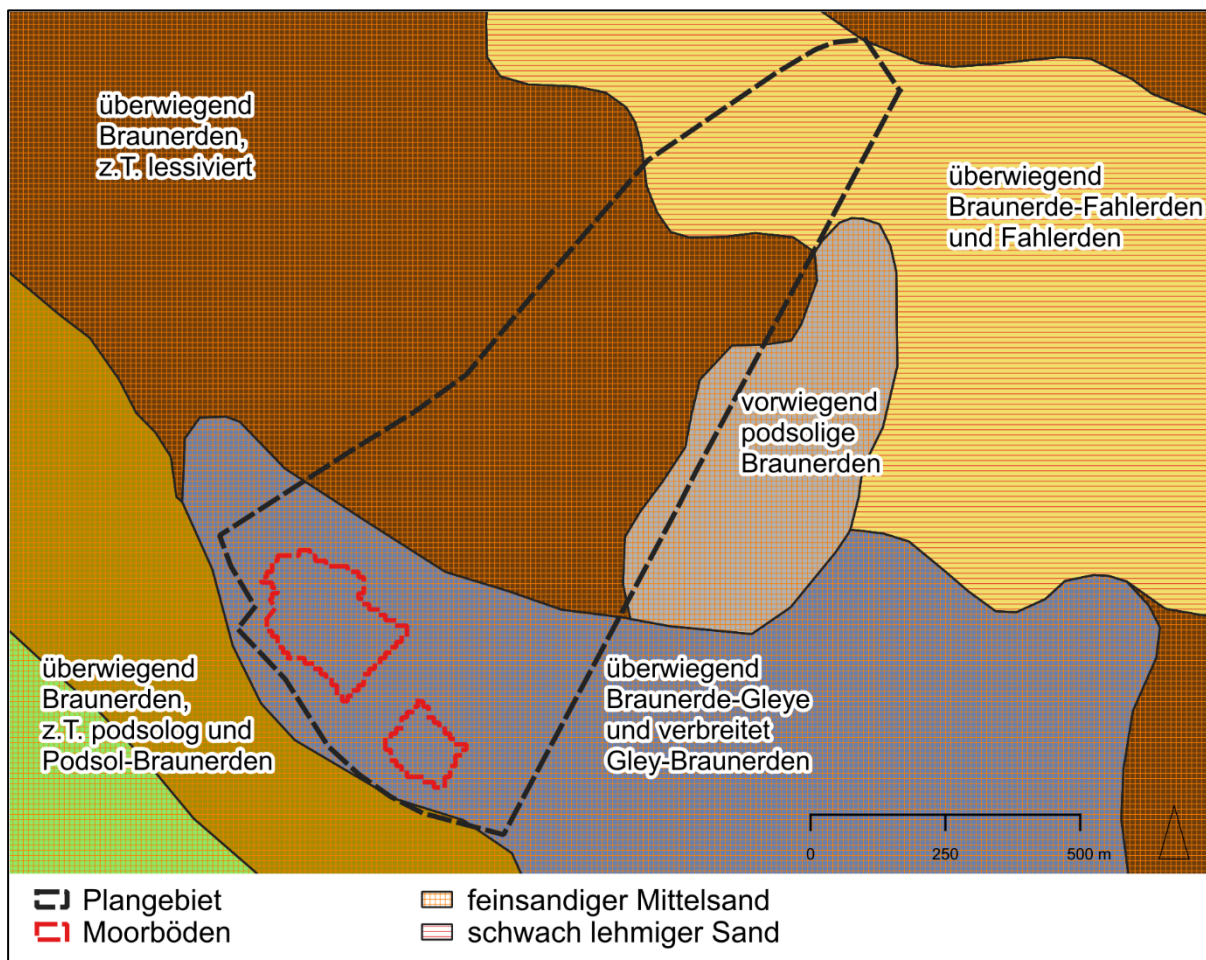 überwiegend
Braunerden,
z.T. lessiviert
überwiegend
Braunerde-Fahlerden
und Fahlerden
vorwiegend
podsolige
Braunerden
überwiegend
Braunerden,
z.T. podsolog und
Podsol-Braunerden
überwiegend
Braunerde-Gleye
und verbreitet
Gley-Braunerden
0 250 500 m
Plangebiet
Moorböden
feinsandiger Mittelsand
schwach lehmiger Sand